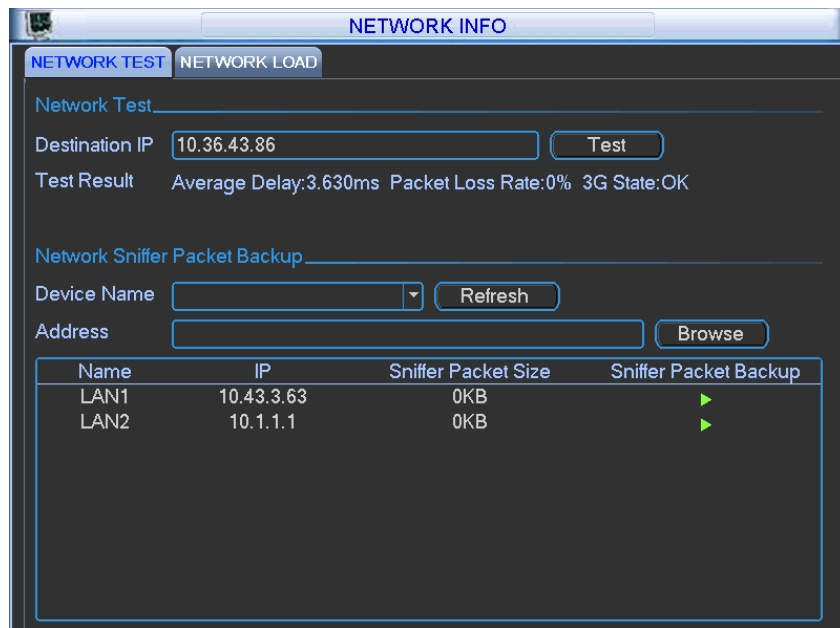 NETWORK INFO
NETWORK TEST NETWORK LOAD
Network Test
Destination IP 10.36.43.86 Test
Test Result Average Delay:3.630ms Packet Loss Rate:0% 3G State:OK
Network Sniffer Packet Backup
Device Name Refresh
Address Browse
Name IP Sniffer Packet Size Sniffer Packet Backup
LAN1 10.43.3.63 0KB
LAN2 10.1.1.1 0KB